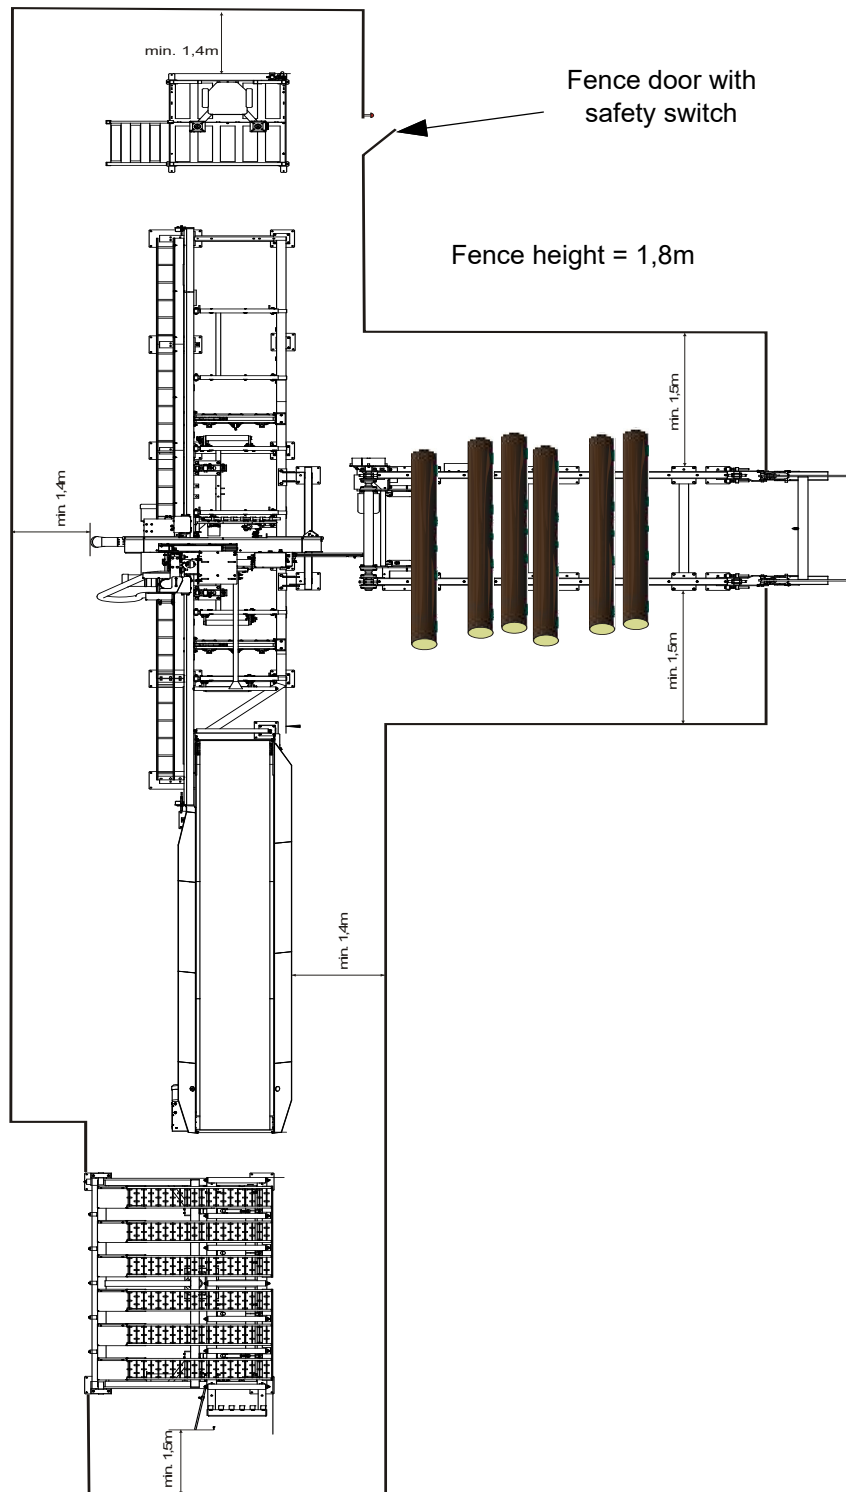 min. 1,4m
Fence door with
safety switch
Fence height = 1,8m
min. 1,5m
min. 1,4m
min. 1,5m
min. 1,4m
min. 1,5m